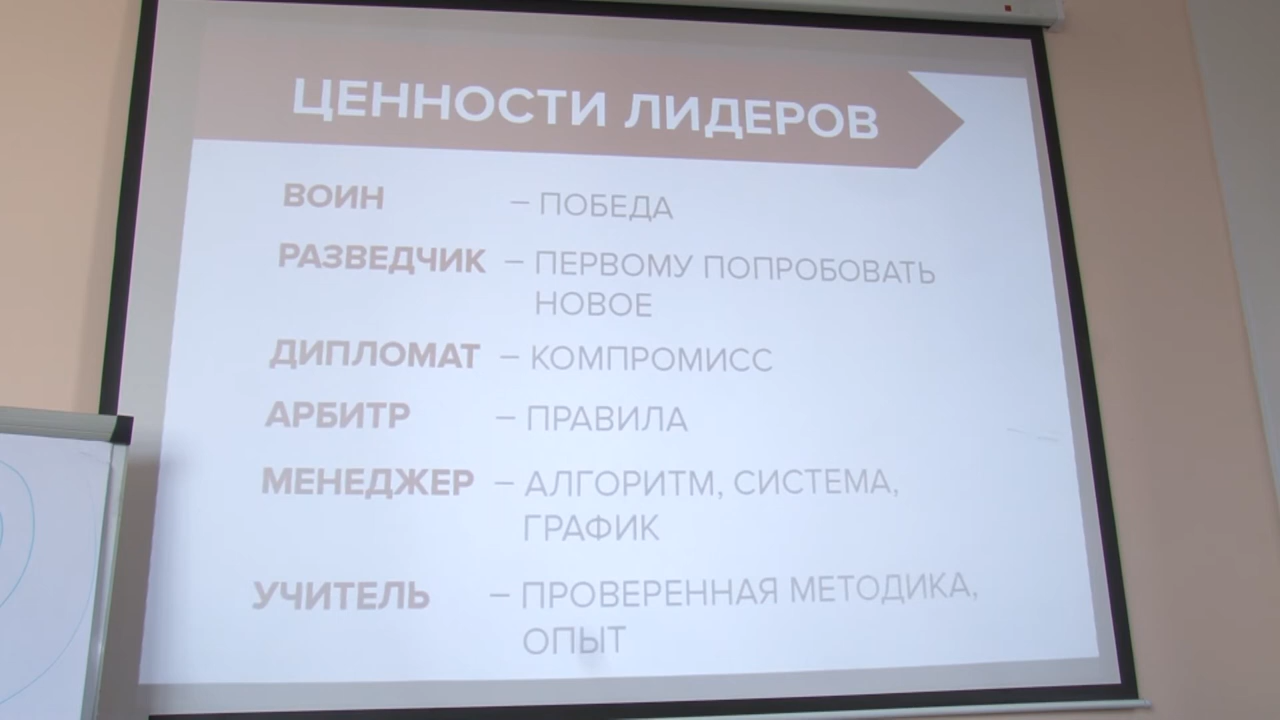 ЦЕННОСТИ ЛИДЕРОВ
ВОИН – ПОБЕДА
РАЗВЕДЧИК – ПЕРВОМУ ПОПРОБОВАТЬ
НОВОЕ
ДИПЛОМАТ – КОМПРОМИСС
АРБИТР – ПРАВИЛА
МЕНЕДЖЕР – АЛГОРИТМ, СИСТЕМА,
ГРАФИК
УЧИТЕЛЬ – ПРОВЕРЕННАЯ МЕТОДИКА,
ОПЫТ